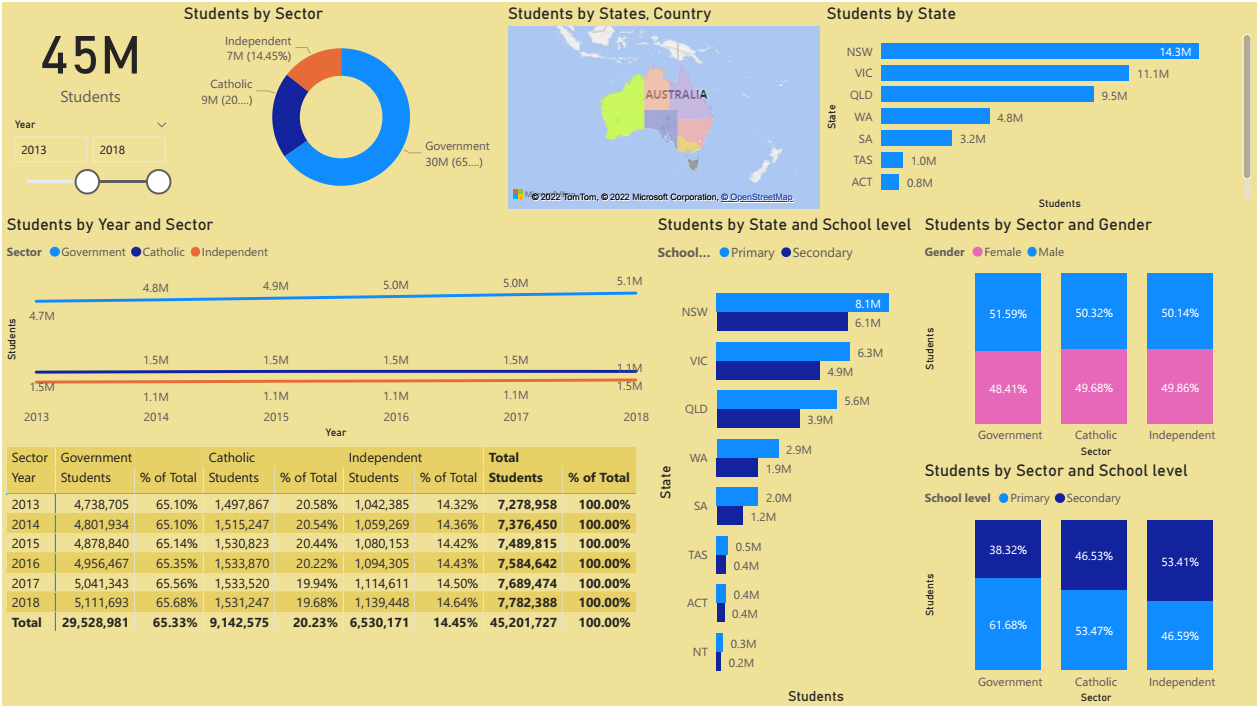 45M
Students
Year
2013 2018
Students by Sector
Independent
7M (14.45%)
Catholic
9M (20....)
Government
30M (65....)
Students by States, Country
AUSTRALIA
© 2022 TomTom, © 2022 Microsoft Corporation, © OpenStreetMap
Students by State
State
NSW 14.3M
VIC 11.1M
QLD 9.5M
WA 4.8M
SA 3.2M
TAS 1.0M
ACT 0.8M
Students
Students by Year and Sector
Sector Government Catholic Independent
Students
4.7M 4.8M 4.9M 5.0M 5.0M 5.1M
1.5M 1.5M 1.5M 1.5M 1.1M
1.5M 1.1M 1.1M 1.1M 1.1M 1.5M
2013 2014 2015 2016 2017 2018
Year
Sector Government Catholic Independent Total
Year Students % of Total Students % of Total Students % of Total Students % of Total
2013 4,738,705 65.10% 1,497,867 20.58% 1,042,385 14.32% 7,278,958 100.00%
2014 4,801,934 65.10% 1,515,247 20.54% 1,059,269 14.36% 7,376,450 100.00%
2015 4,878,840 65.14% 1,530,823 20.44% 1,080,153 14.42% 7,489,815 100.00%
2016 4,956,467 65.35% 1,533,870 20.22% 1,094,305 14.43% 7,584,642 100.00%
2017 5,041,343 65.56% 1,533,520 19.94% 1,114,611 14.50% 7,689,474 100.00%
2018 5,111,693 65.68% 1,531,247 19.68% 1,139,448 14.64% 7,782,388 100.00%
Total 29,528,981 65.33% 9,142,575 20.23% 6,530,171 14.45% 45,201,727 100.00%
Students by State and School level
School... Primary Secondary
State
NSW 8.1M
6.1M
VIC 6.3M
4.9M
QLD 5.6M
3.9M
WA 2.9M
1.9M
SA 2.0M
1.2M
TAS 0.5M
0.4M
ACT 0.4M
0.4M
NT 0.3M
0.2M
Students
Students by Sector and Gender
Gender Female Male
Students
51.59% 50.32% 50.14%
48.41% 49.68% 49.86%
Government Catholic Independent
Sector
Students by Sector and School level
School level Primary Secondary
Students
38.32% 46.53% 53.41%
61.68% 53.47% 46.59%
Government Catholic Independent
Sector